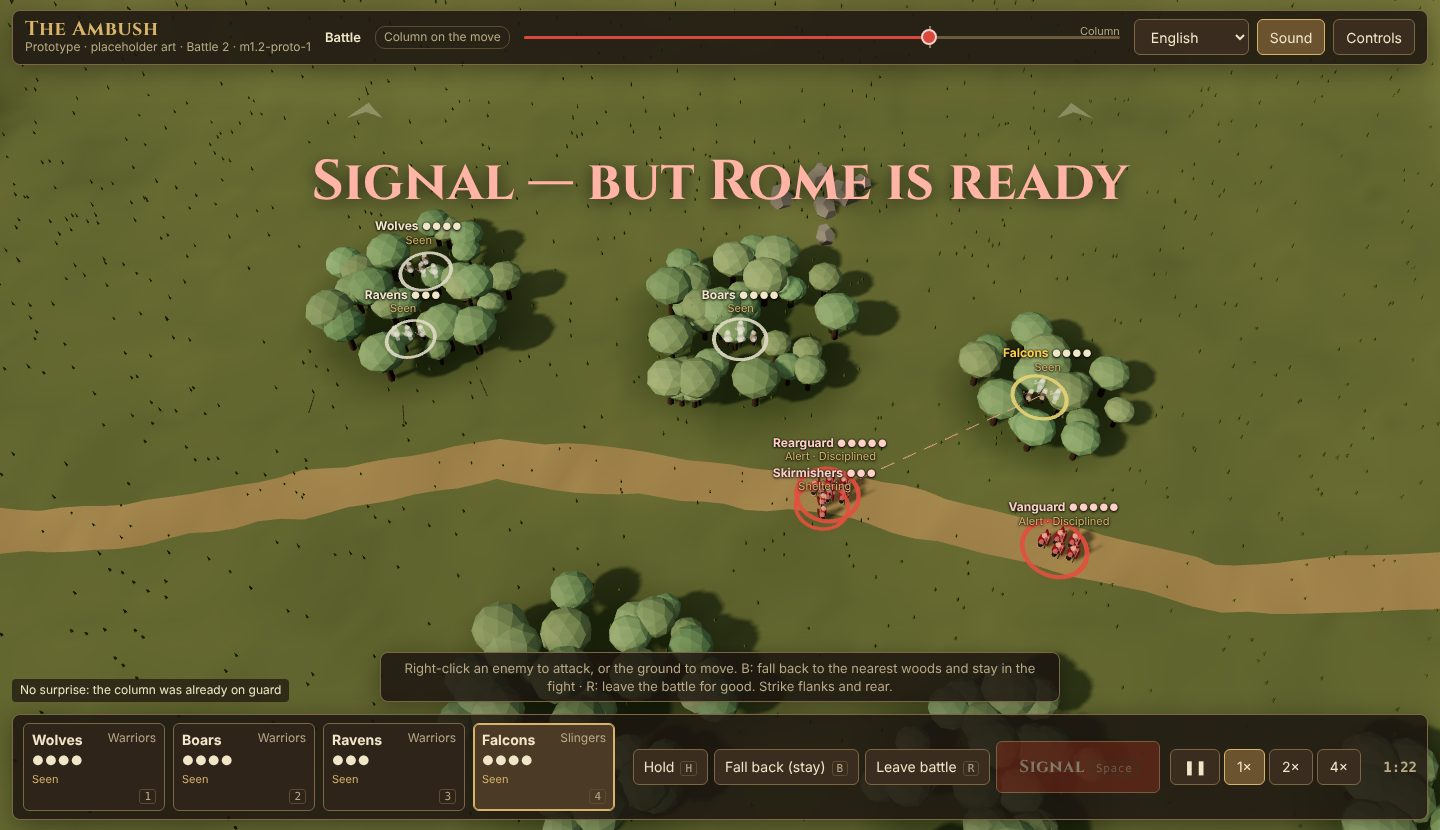 The Ambush
Prototype · placeholder art · Battle 2 · m1.2-proto-1
Battle
Column on the move
Column
English
Sound
Controls
Signal — but Rome is ready
Wolves ●●●●
Seen
Ravens ●●●
Seen
Boars ●●●●
Seen
Falcons ●●●●
Seen
Rearguard ●●●●●
Alert · Disciplined
Skirmishers ●●●
Sheltering
Vanguard ●●●●●
Alert · Disciplined
Right-click an enemy to attack, or the ground to move. B: fall back to the nearest woods and stay in the
fight · R: leave the battle for good. Strike flanks and rear.
No surprise: the column was already on guard
Wolves Warriors
●●●●
Seen
1
Boars Warriors
●●●●
Seen
2
Ravens Warriors
●●●
Seen
3
Falcons Slingers
●●●●
Seen
4
Hold H
Fall back (stay) B
Leave battle R
Signal Space
❚❚
1×
2×
4×
1:22